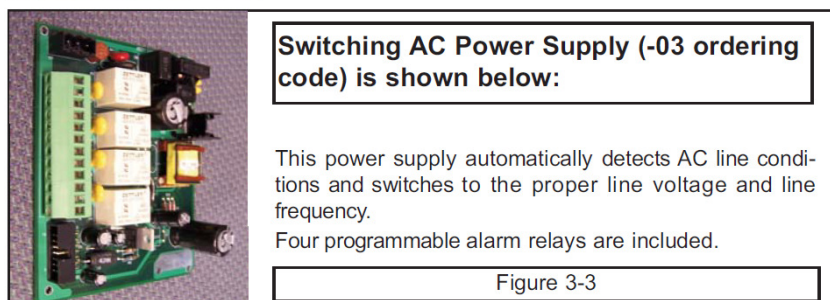 Switching AC Power Supply (-03 ordering
code) is shown below:
This power supply automatically detects AC line condi-
tions and switches to the proper line voltage and line
frequency.
Four programmable alarm relays are included.
Figure 3-3